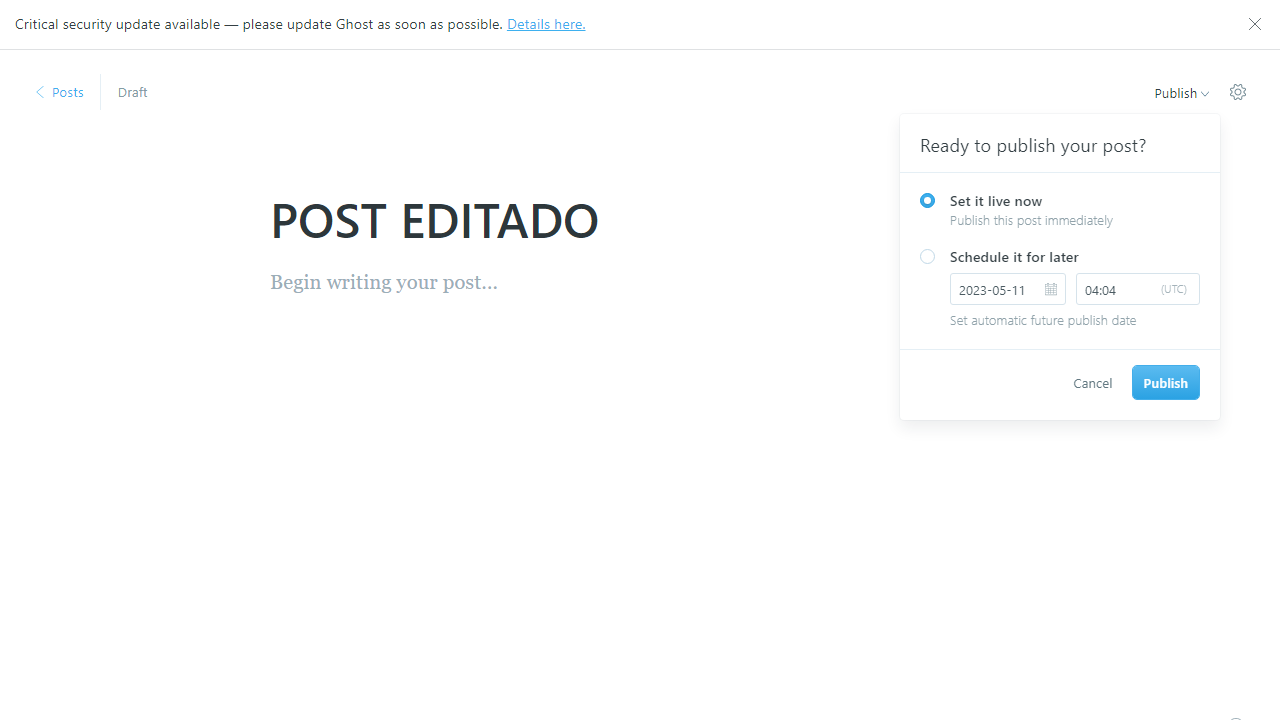 Critical security update available — please update Ghost as soon as possible. Details here.
Posts
Draft
Publish
Ready to publish your post?
Set it live now
Publish this post immediately
Schedule it for later
2023-05-11
04:04
(UTC)
Set automatic future publish date
Cancel
Publish
POST EDITADO
Begin writing your post...